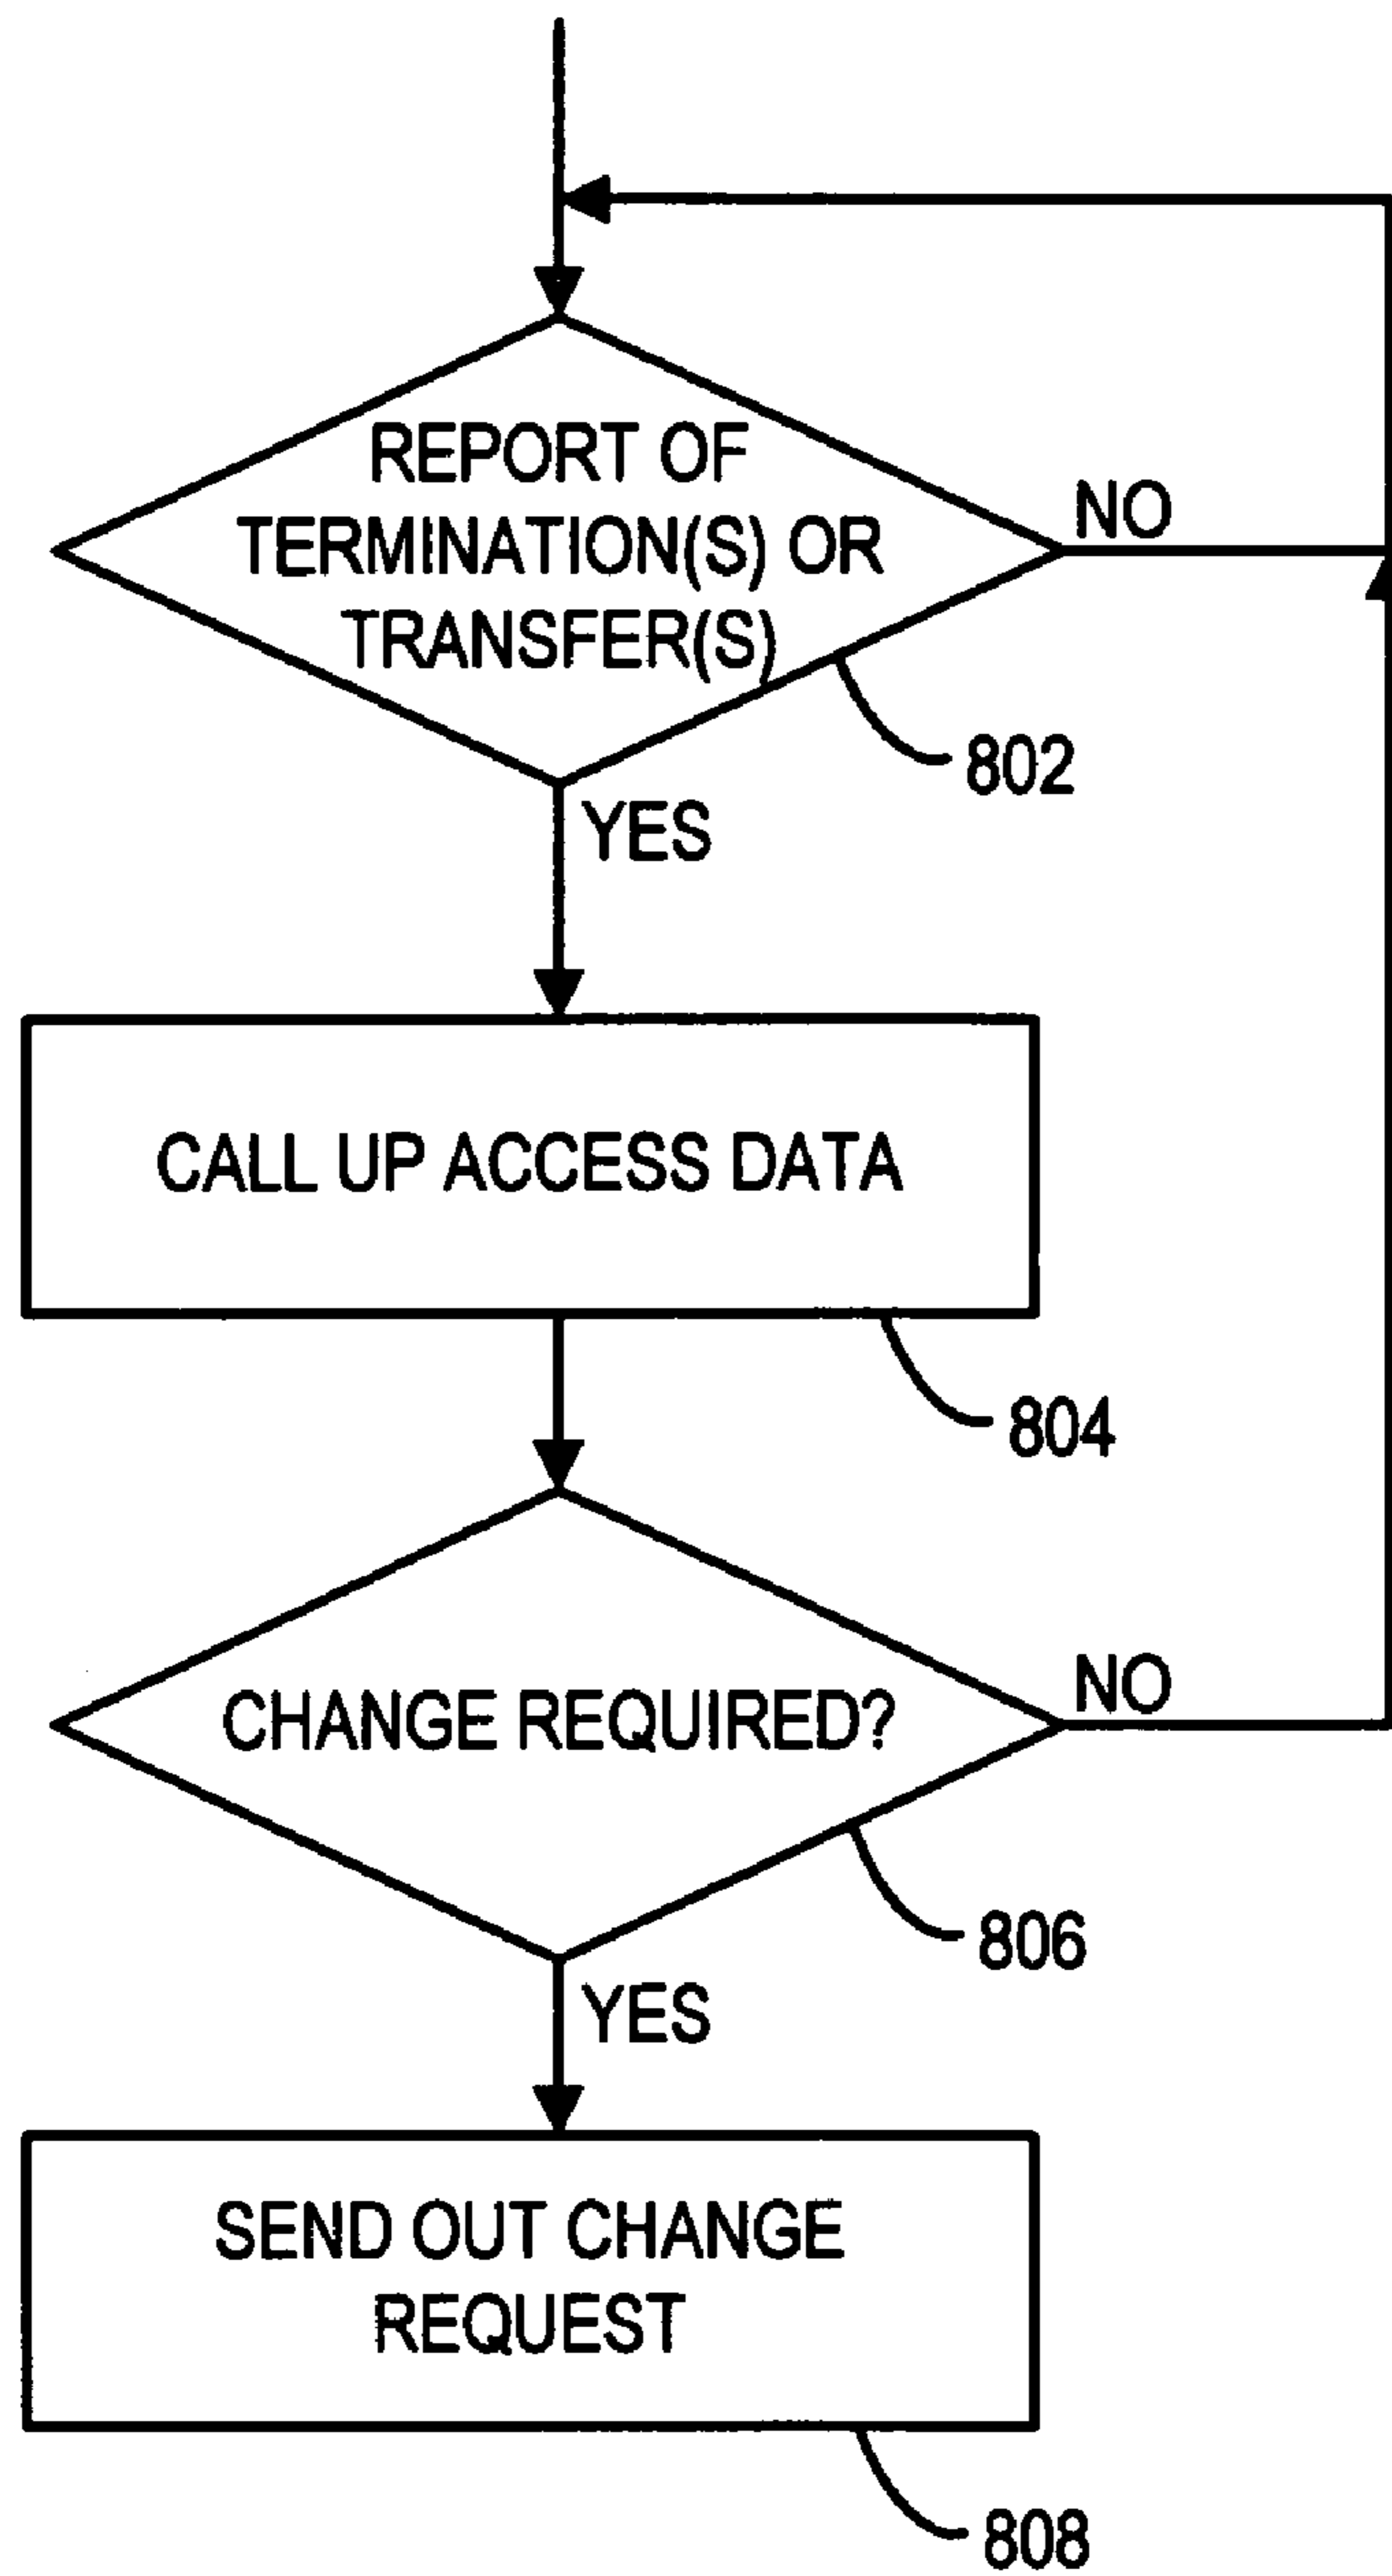 REPORT OF
TERMINATION(S) OR
TRANSFER(S)
NO
802
YES
CALL UP ACCESS DATA
804
CHANGE REQUIRED?
NO
806
YES
SEND OUT CHANGE
REQUEST
808